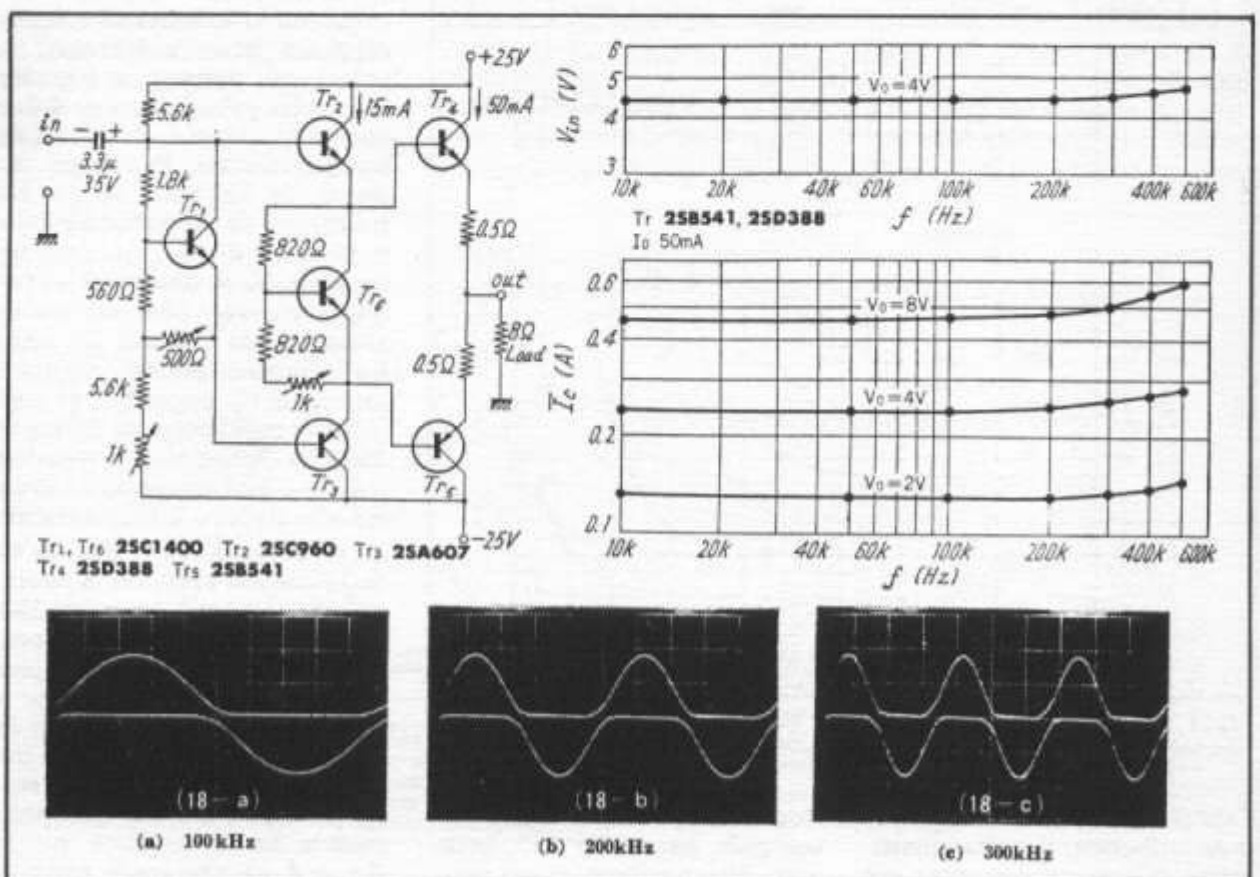 +25V
Tr₂
15mA
Tr₄
50mA
in
- +
3.3μ
35V
5.6k
1.8k
Tr₁
560Ω
500Ω
5.6k
1k
820Ω
Tr₆
820Ω
1k
Tr₃
Tr₅
0.5Ω
out
8Ω
Load
0.5Ω
-25V
Tr₁, Tr₆ 2SC1400 Tr₂ 2SC960 Tr₃ 2SA607
Tr₄ 2SD388 Tr₅ 2SB541
Vin (V)
6
5
4
3
V₀=4V
10k 20k 40k 60k 100k 200k 400k 600k
f (Hz)
Tr 2SB541, 2SD388
I₀ 50mA
Ic (A)
0.6
0.4
0.2
0.1
V₀=8V
V₀=4V
V₀=2V
10k 20k 40k 60k 100k 200k 400k 600k
f (Hz)
(18-a)
(18-b)
(18-c)
(a) 100kHz
(b) 200kHz
(c) 300kHz